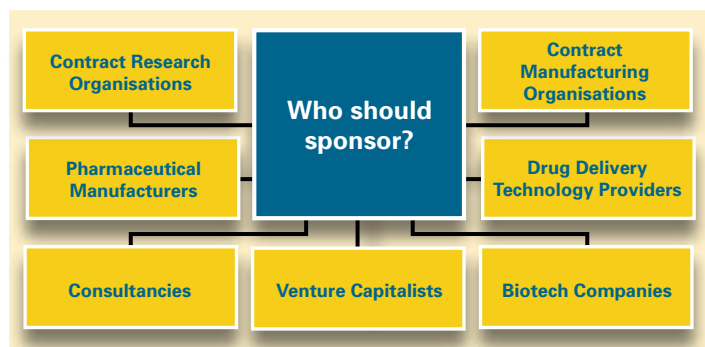 Contract Research
Organisations
Who should
sponsor?
Contract
Manufacturing
Organisations
Pharmaceutical
Manufacturers
Drug Delivery
Technology Providers
Consultancies
Venture Capitalists
Biotech Companies